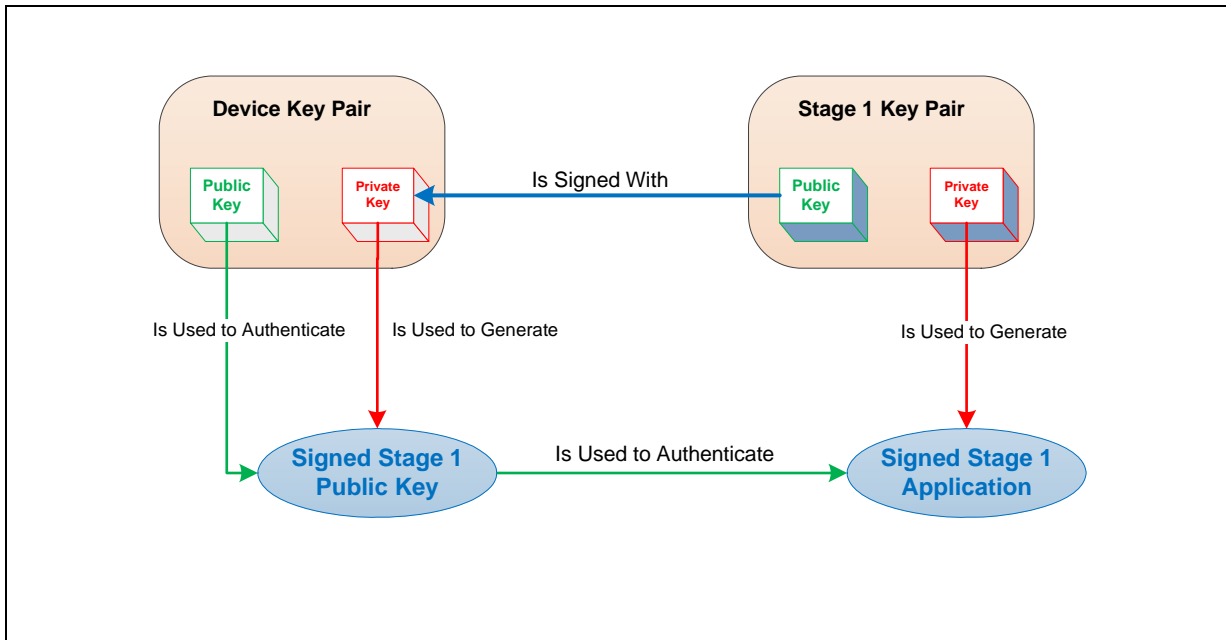 Device Key Pair
Stage 1 Key Pair
Public
Key
Private
Key
Is Signed With
Public
Key
Private
Key
Is Used to Authenticate
Is Used to Generate
Is Used to Generate
Signed Stage 1
Public Key
Is Used to Authenticate
Signed Stage 1
Application